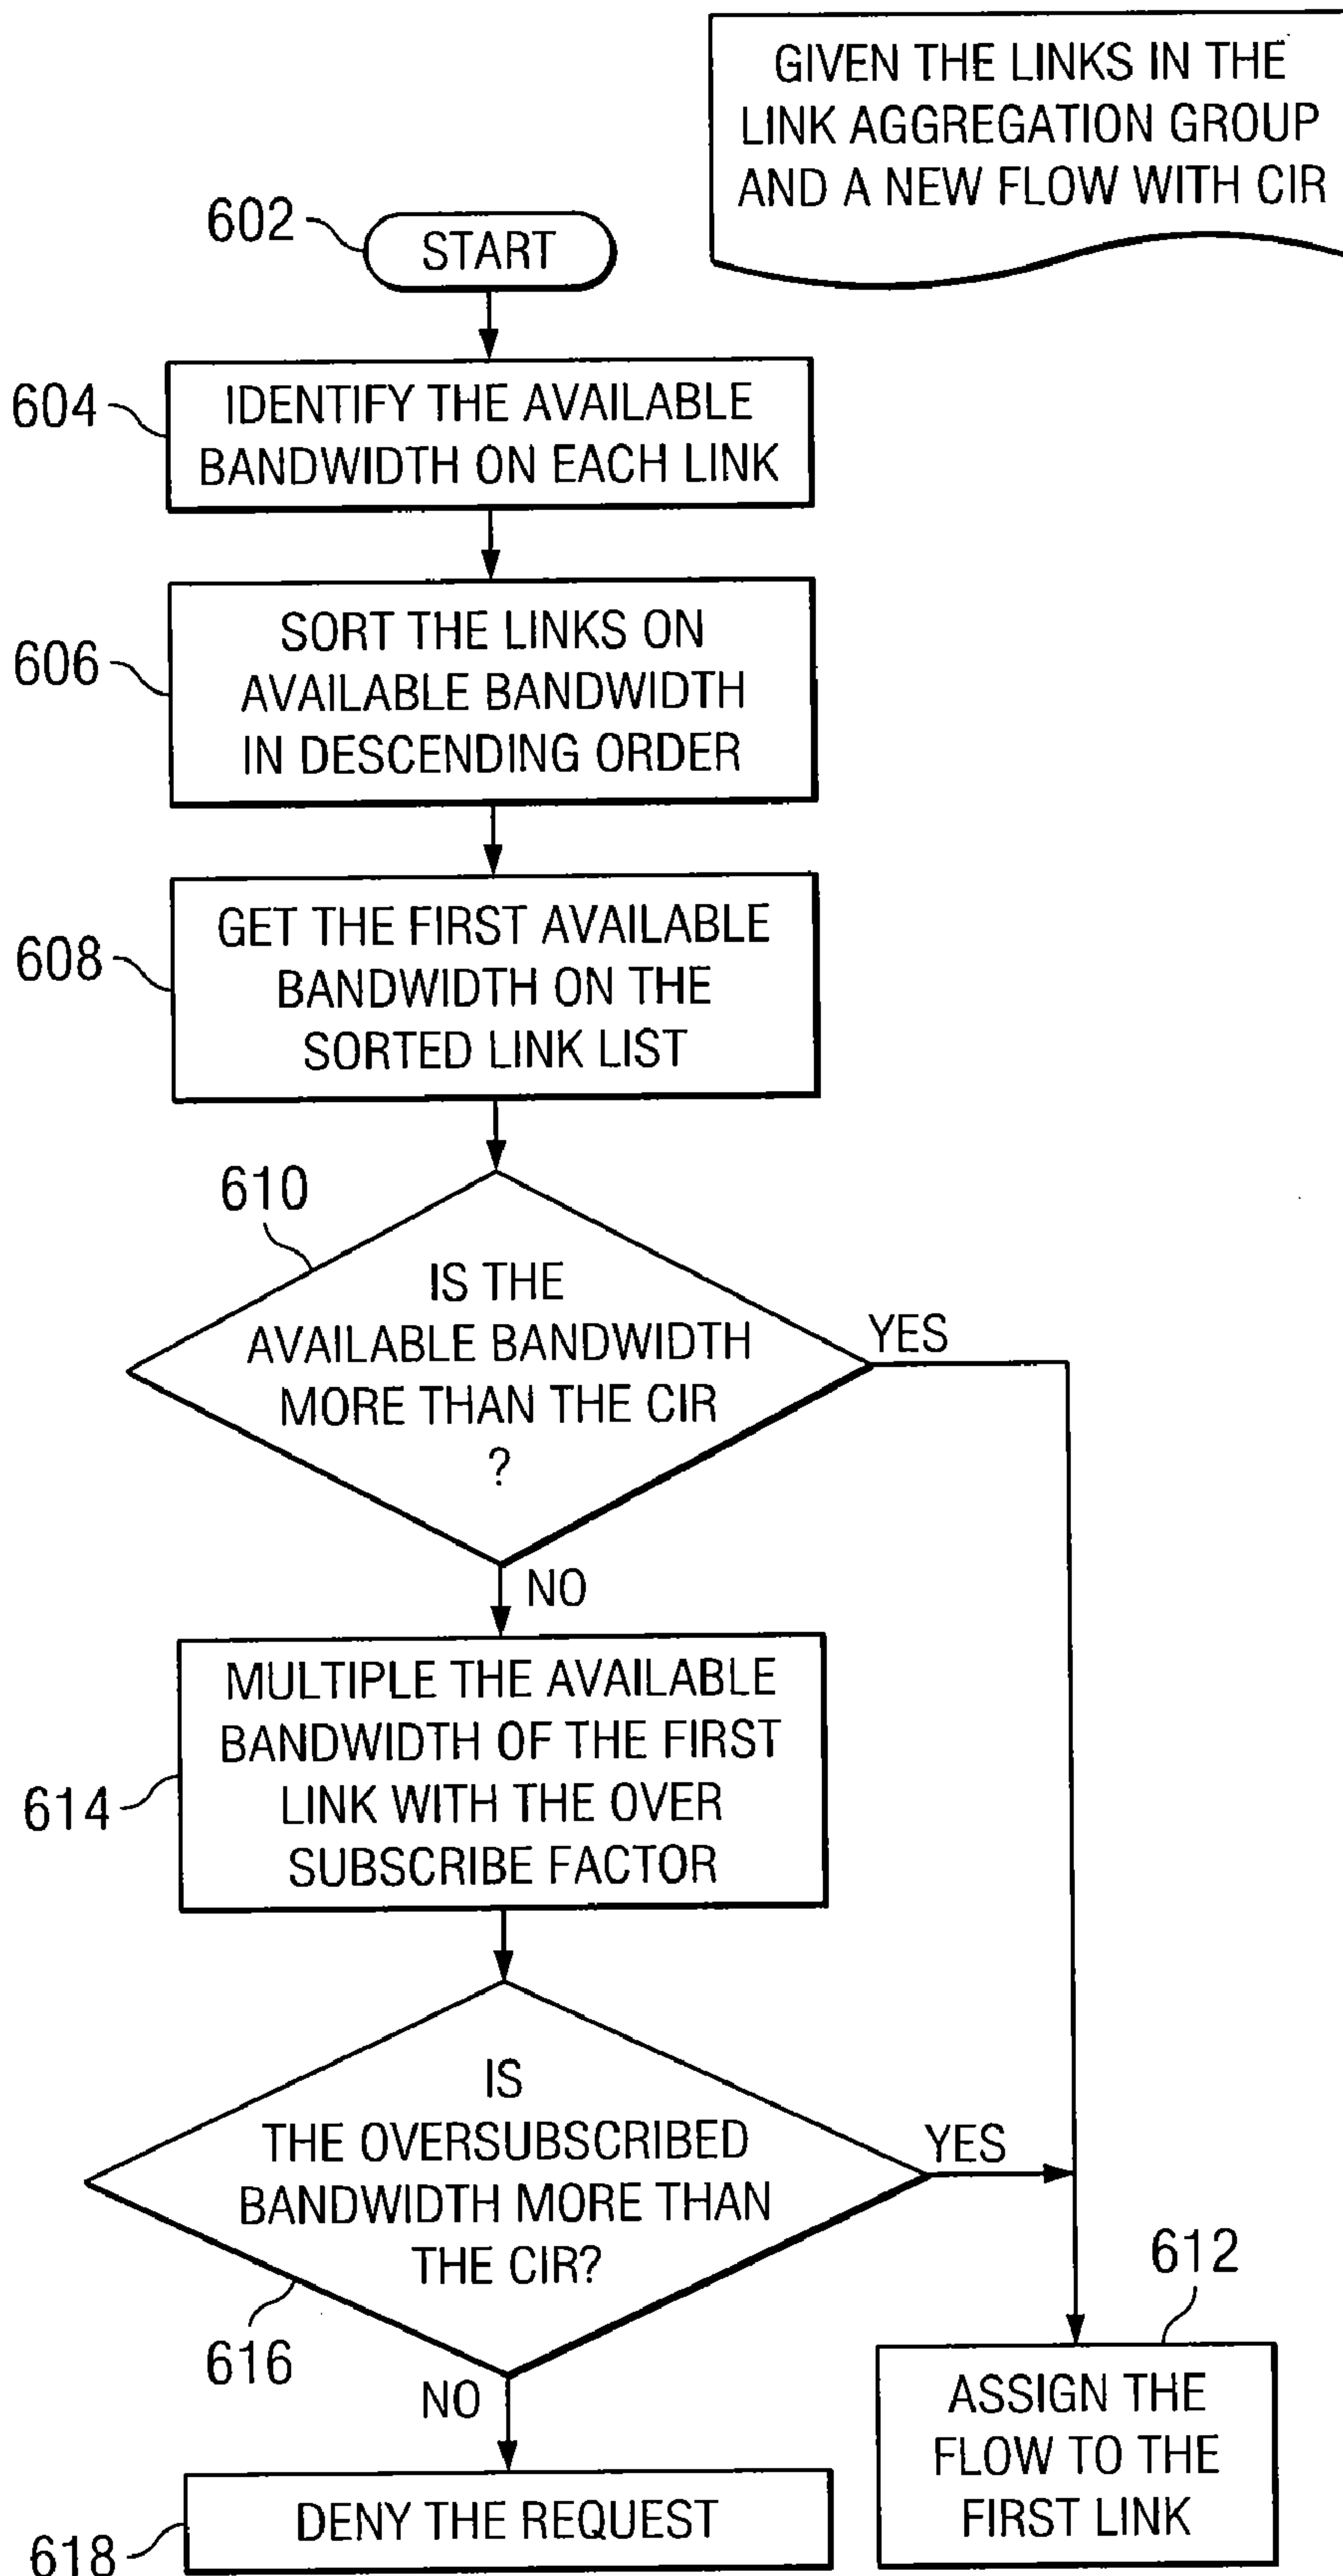 GIVEN THE LINKS IN THE
LINK AGGREGATION GROUP
AND A NEW FLOW WITH CIR
602
START
604
IDENTIFY THE AVAILABLE
BANDWIDTH ON EACH LINK
606
SORT THE LINKS ON
AVAILABLE BANDWIDTH
IN DESCENDING ORDER
608
GET THE FIRST AVAILABLE
BANDWIDTH ON THE
SORTED LINK LIST
610
IS THE
AVAILABLE BANDWIDTH
MORE THAN THE CIR
?
YES
NO
614
MULTIPLE THE AVAILABLE
BANDWIDTH OF THE FIRST
LINK WITH THE OVER
SUBSCRIBE FACTOR
IS
THE OVERSUBSCRIBED
BANDWIDTH MORE THAN
THE CIR?
YES
616
NO
612
ASSIGN THE
FLOW TO THE
FIRST LINK
618
DENY THE REQUEST